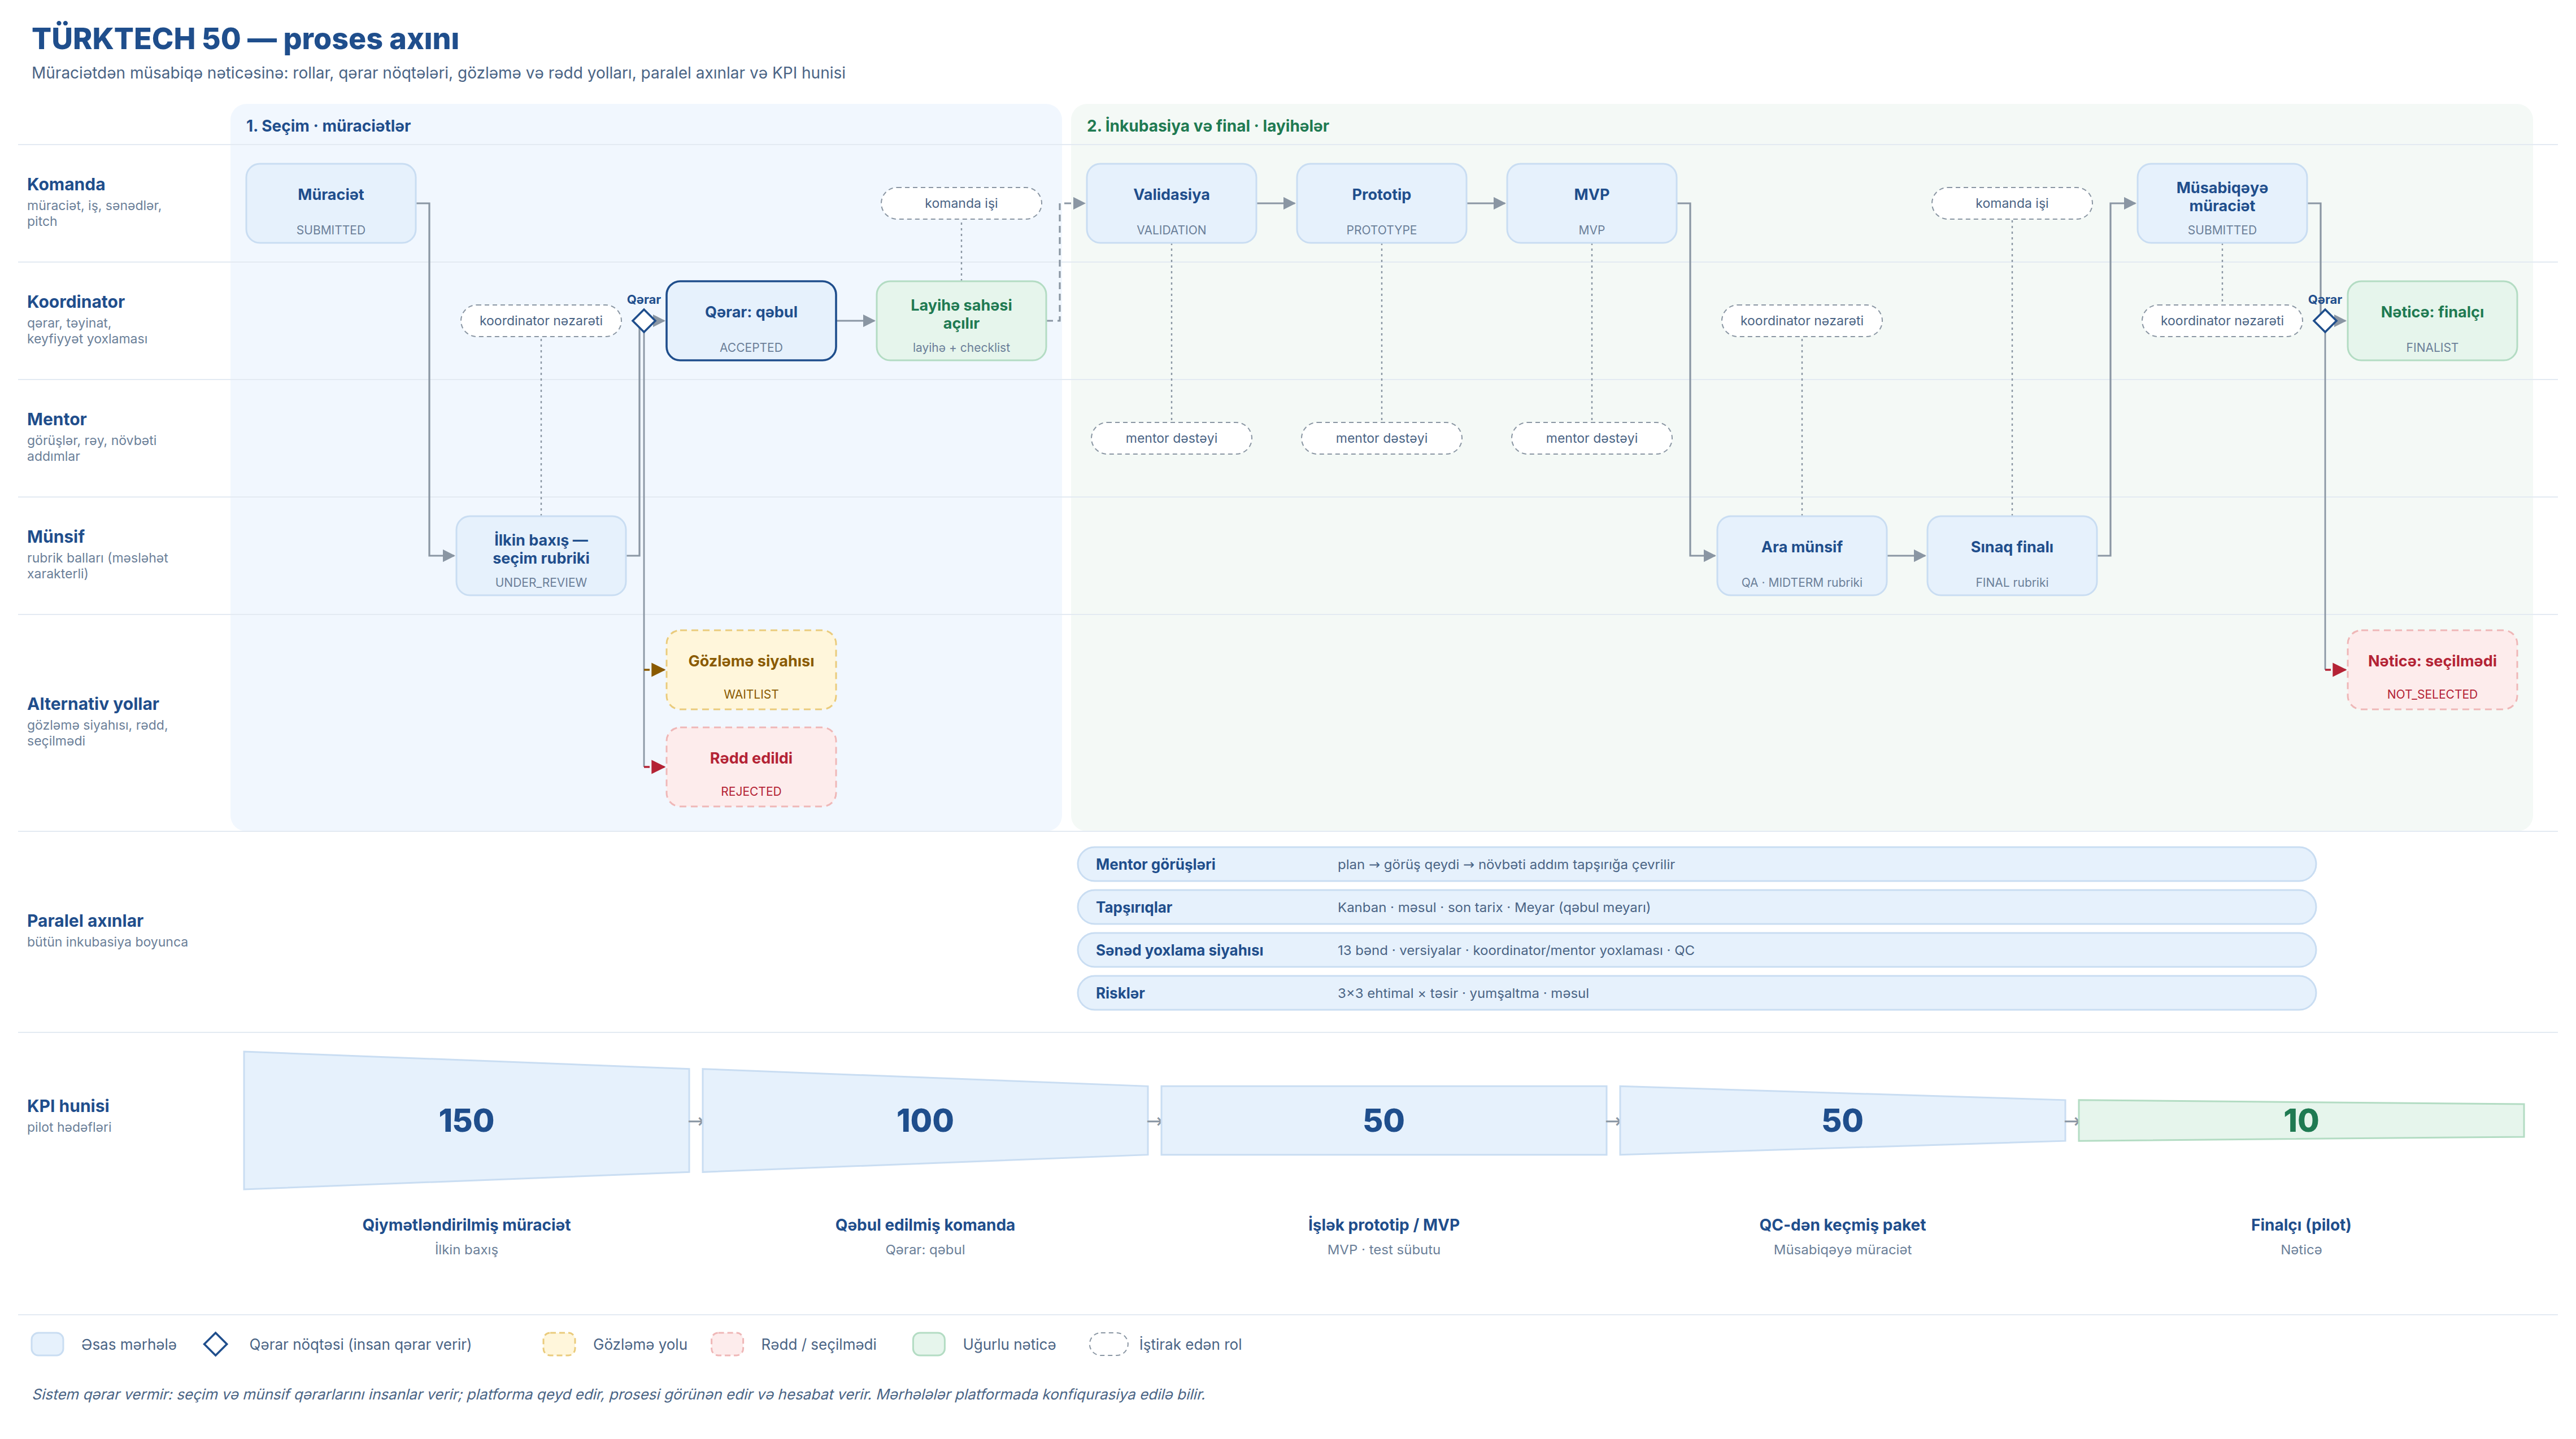 TÜRKTECH 50 — proses axını
Müraciətdən müsabiqə nəticəsinə: rollar, qərar nöqtələri, gözləmə və rədd yolları, paralel axınlar və KPI hunisi
1. Seçim · müraciətlər
2. İnkubasiya və final · layihələr
Komanda
müraciət, iş, sənədlər,
pitch
Müraciət
SUBMITTED
komanda işi
Validasiya
VALIDATION
Prototip
PROTOTYPE
MVP
MVP
komanda işi
Müsabiqəyə
müraciət
SUBMITTED
Koordinator
qərar, təyinat,
keyfiyyət yoxlaması
koordinator nəzarəti
Qərar
Qərar: qəbul
ACCEPTED
Layihə sahəsi
açılır
layihə + checklist
koordinator nəzarəti
koordinator nəzarəti
Qərar
Nəticə: finalçı
FINALIST
Mentor
görüşlər, rəy, növbəti
addımlar
mentor dəstəyi
mentor dəstəyi
mentor dəstəyi
Münsif
rubrik balları (məsləhət
xarakterli)
İlkin baxış —
seçim rubriki
UNDER_REVIEW
Ara münsif
QA · MIDTERM rubriki
Sınaq finalı
FINAL rubriki
Alternativ yollar
gözləmə siyahısı, rədd,
seçilmədi
Gözləmə siyahısı
WAITLIST
Rədd edildi
REJECTED
Nəticə: seçilmədi
NOT_SELECTED
Paralel axınlar
bütün inkubasiya boyunca
Mentor görüşləri
plan → görüş qeydi → növbəti addım tapşırığa çevrilir
Tapşırıqlar
Kanban · məsul · son tarix · Meyar (qəbul meyarı)
Sənəd yoxlama siyahısı
13 bənd · versiyalar · koordinator/mentor yoxlaması · QC
Risklər
3×3 ehtimal × təsir · yumşaltma · məsul
KPI hunisi
pilot hədəfləri
150
100
50
50
10
Qiymətləndirilmiş müraciət
İlkin baxış
Qəbul edilmiş komanda
Qərar: qəbul
İşlək prototip / MVP
MVP · test sübutu
QC-dən keçmiş paket
Müsabiqəyə müraciət
Finalçı (pilot)
Nəticə
Əsas mərhələ
Qərar nöqtəsi (insan qərar verir)
Gözləmə yolu
Rədd / seçilmədi
Uğurlu nəticə
İştirak edən rol
Sistem qərar vermir: seçim və münsif qərarlarını insanlar verir; platforma qeyd edir, prosesi görünən edir və hesabat verir. Mərhələlər platformada konfiqurasiya edilə bilir.